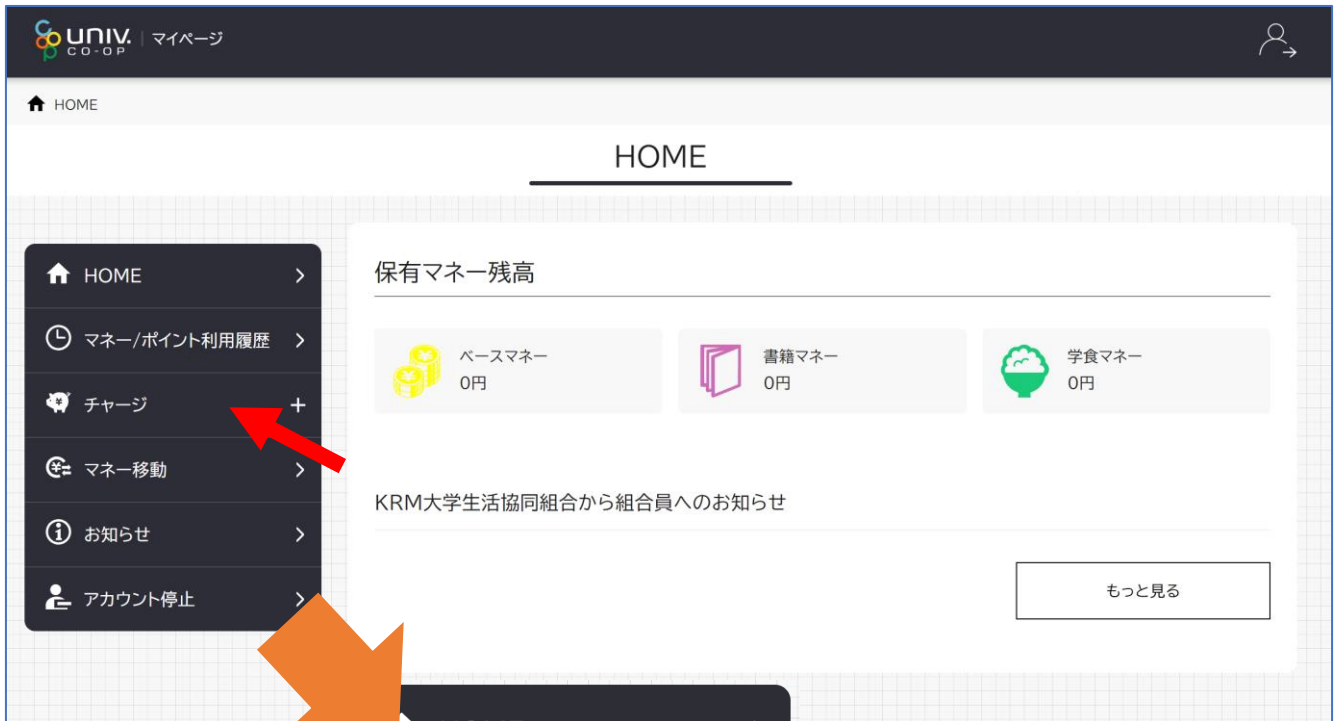 UNIV. CO-OP | マイページ
HOME
HOME
HOME
マネー/ポイント利用履歴
チャージ
マネー移動
お知らせ
アカウント停止
保有マネー残高
ベースマネー
0円
書籍マネー
0円
学食マネー
0円
KRM大学生活協同組合から組合員へのお知らせ
もっと見る